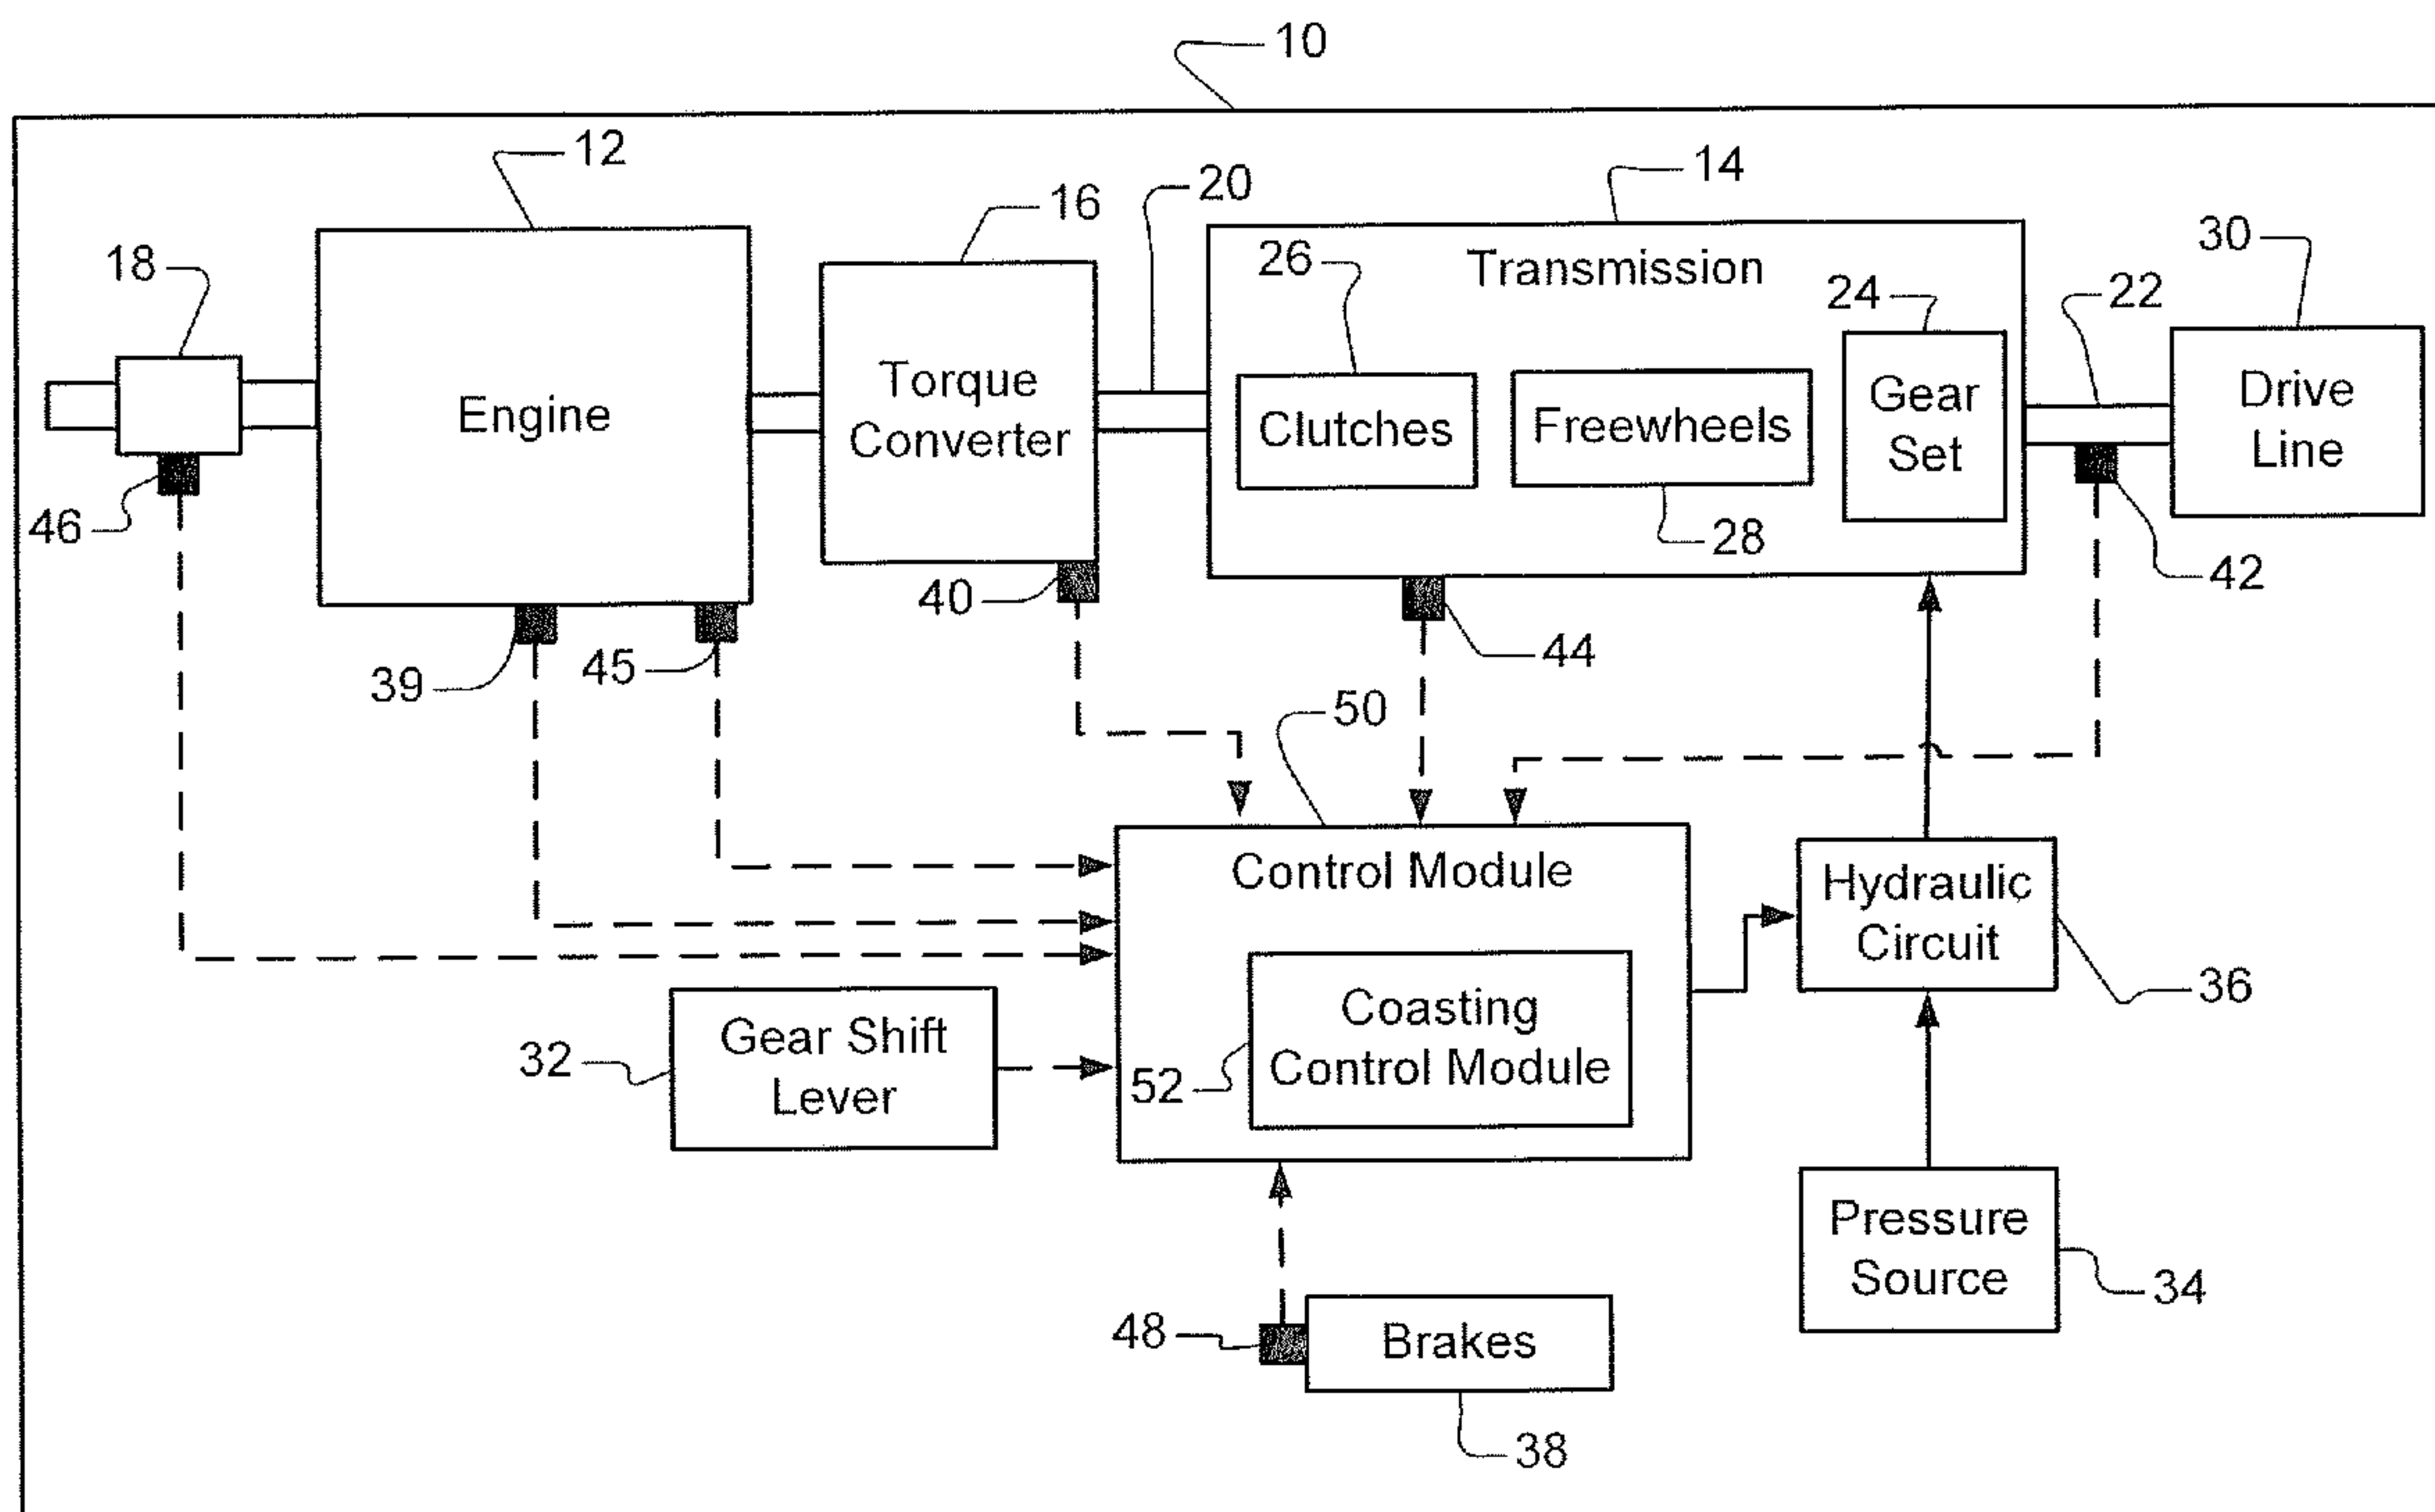 10
12
14
16
20
18
26
Transmission
30
24
22
Engine
Torque
Converter
Clutches
Freewheels
Gear
Set
Drive
Line
46
28
40
42
39
45
44
50
Control Module
Hydraulic
Circuit
36
Gear Shift
Lever
32
52
Coasting
Control Module
Pressure
Source
34
48
Brakes
38